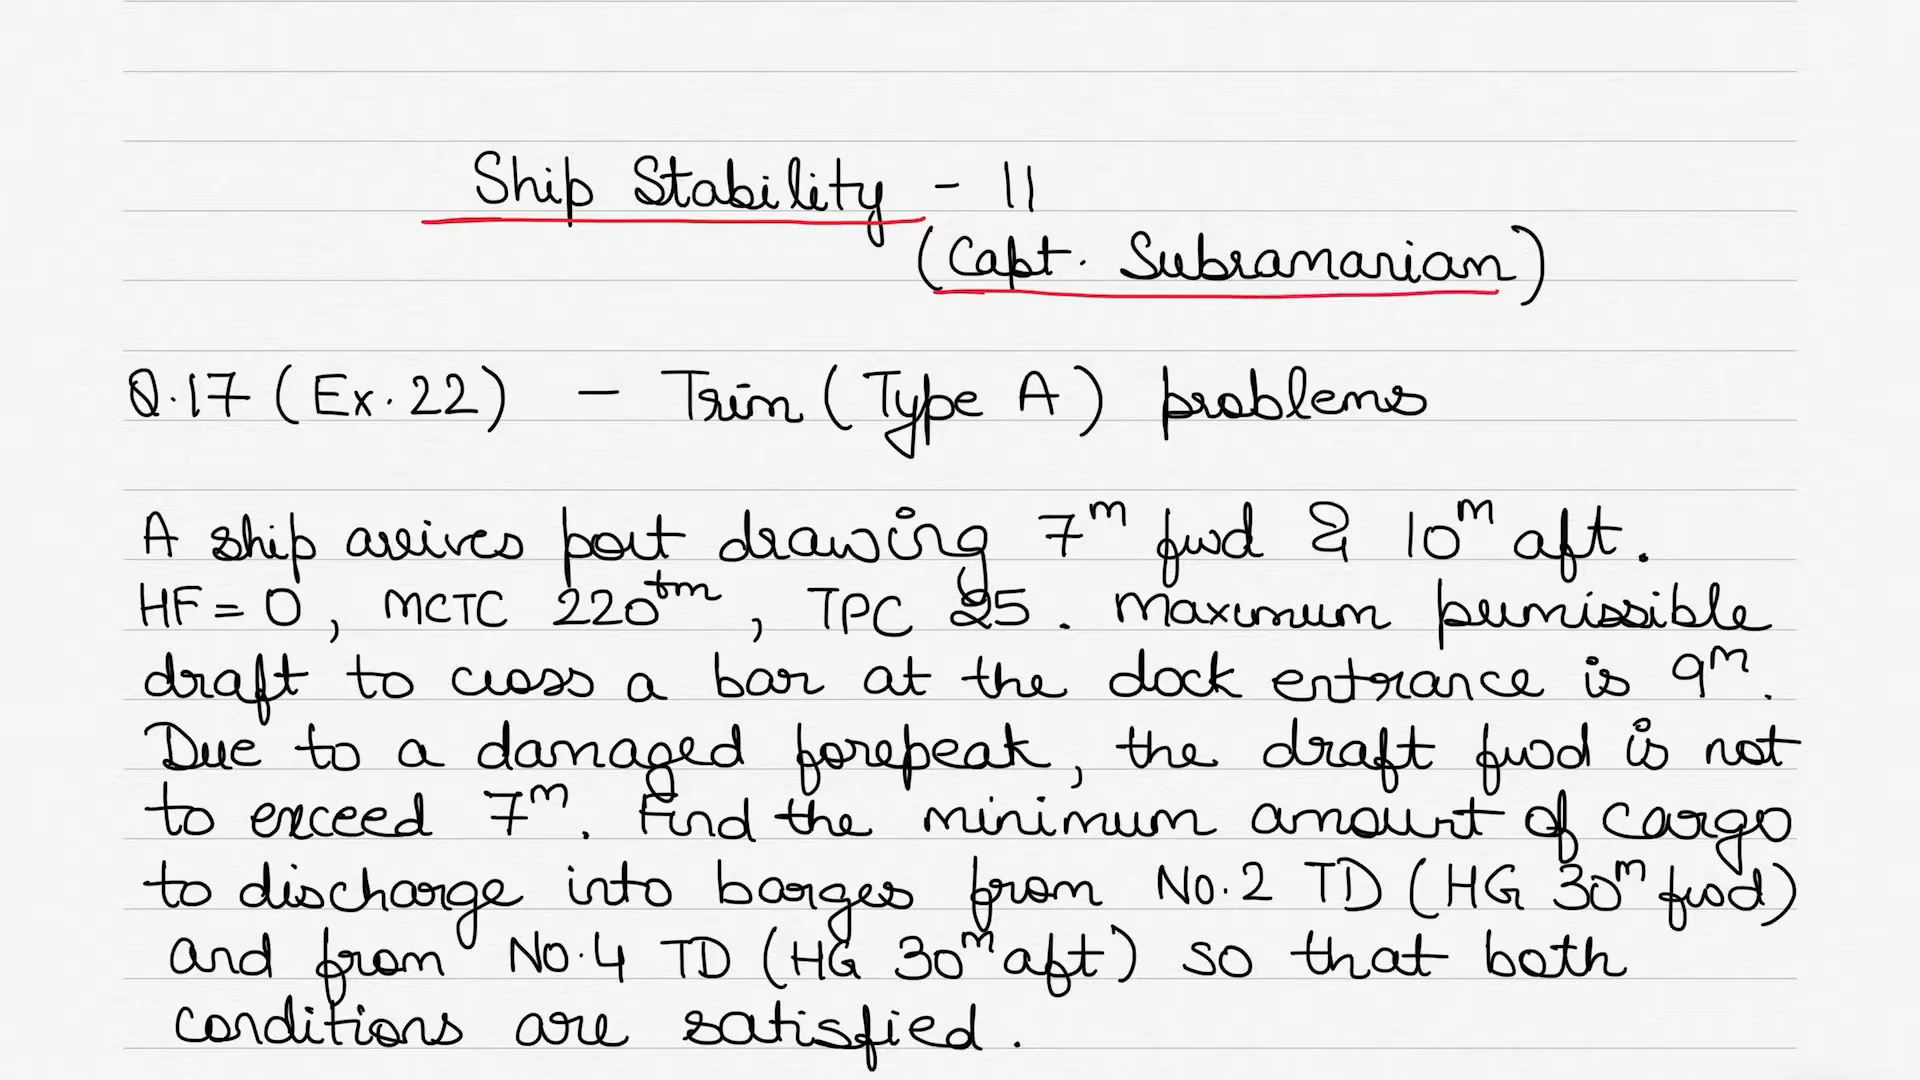 Ship Stability - II
(Capt. Subramanian)
Q.17 (Ex.22) - Trim (Type A) problems
A ship arrives port drawing 7m fwd & 10m aft.
HF = 0, MCTC 220tm, TPC 25. Maximum permissible
draft to cross a bar at the dock entrance is 9m.
Due to a damaged forepeak, the draft fwd is not
to exceed 7m. Find the minimum amount of cargo
to discharge into barges from No.2 TD (HG 30m fwd)
and from No.4 TD (HG 30m aft) so that both
conditions are satisfied.